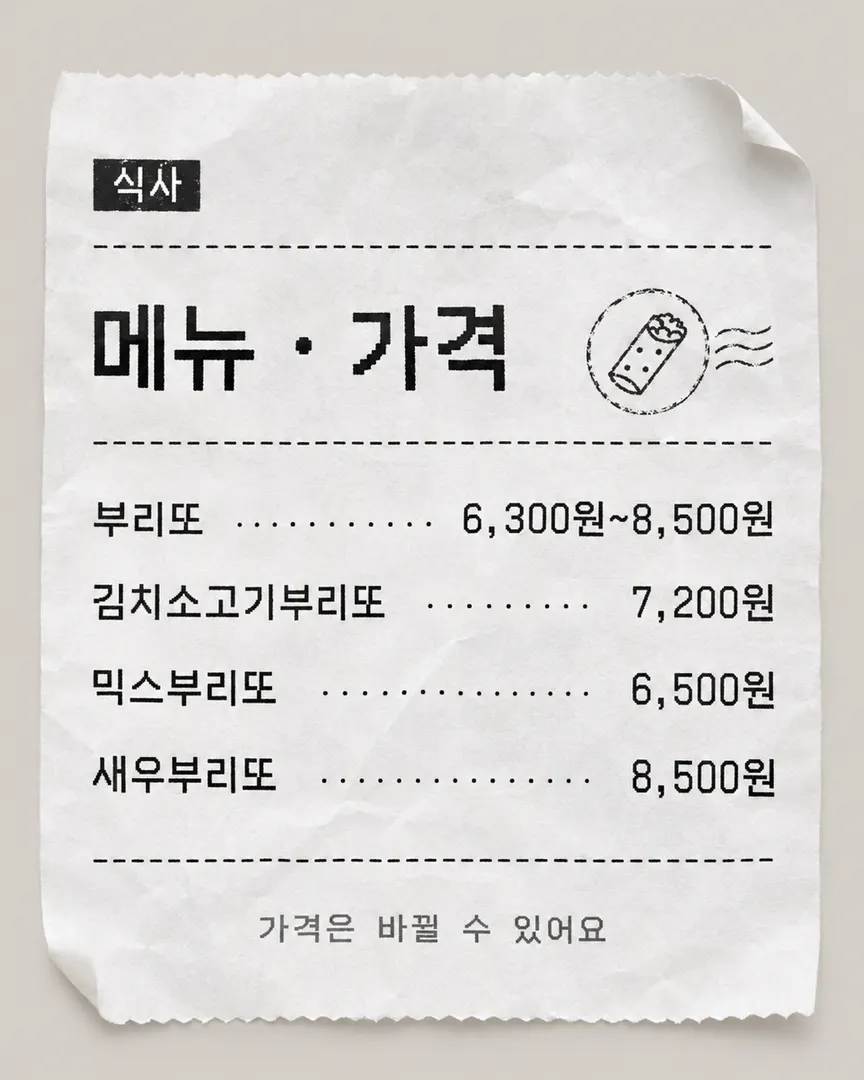 식사
메뉴 · 가격
부리또 ........... 6,300원~8,500원
김치소고기부리또 ......... 7,200원
믹스부리또 ............... 6,500원
새우부리또 ............... 8,500원
가격은 바뀔 수 있어요